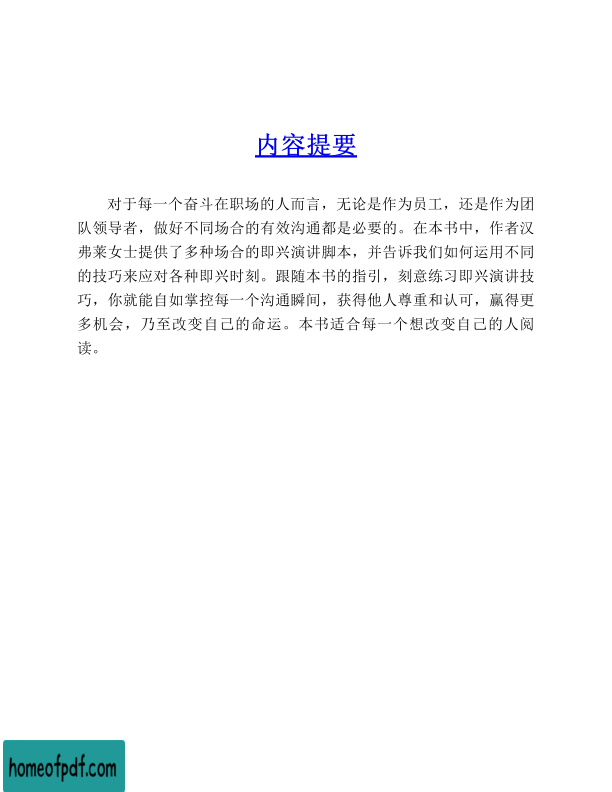 内容提要
对于每一个奋斗在职场的人而言，无论是作为员工，还是作为团
队领导者，做好不同场合的有效沟通都是必要的。在本书中，作者汉
弗莱女士提供了多种场合的即兴演讲脚本，并告诉我们如何运用不同
的技巧来应对各种即兴时刻。跟随本书的指引，刻意练习即兴演讲技
巧，你就能自如掌控每一个沟通瞬间，获得他人尊重和认可，赢得更
多机会，乃至改变自己的命运。本书适合每一个想改变自己的人阅
读。
homeofpdf.com